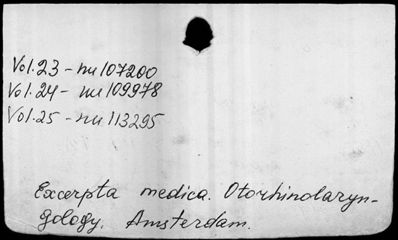 Vol.23 - nu 107200
Vol.24 - nu 109978
Vol.25 - nu 113295
Excerpta medica. Otorhinolaryn-
gology. Amsterdam.